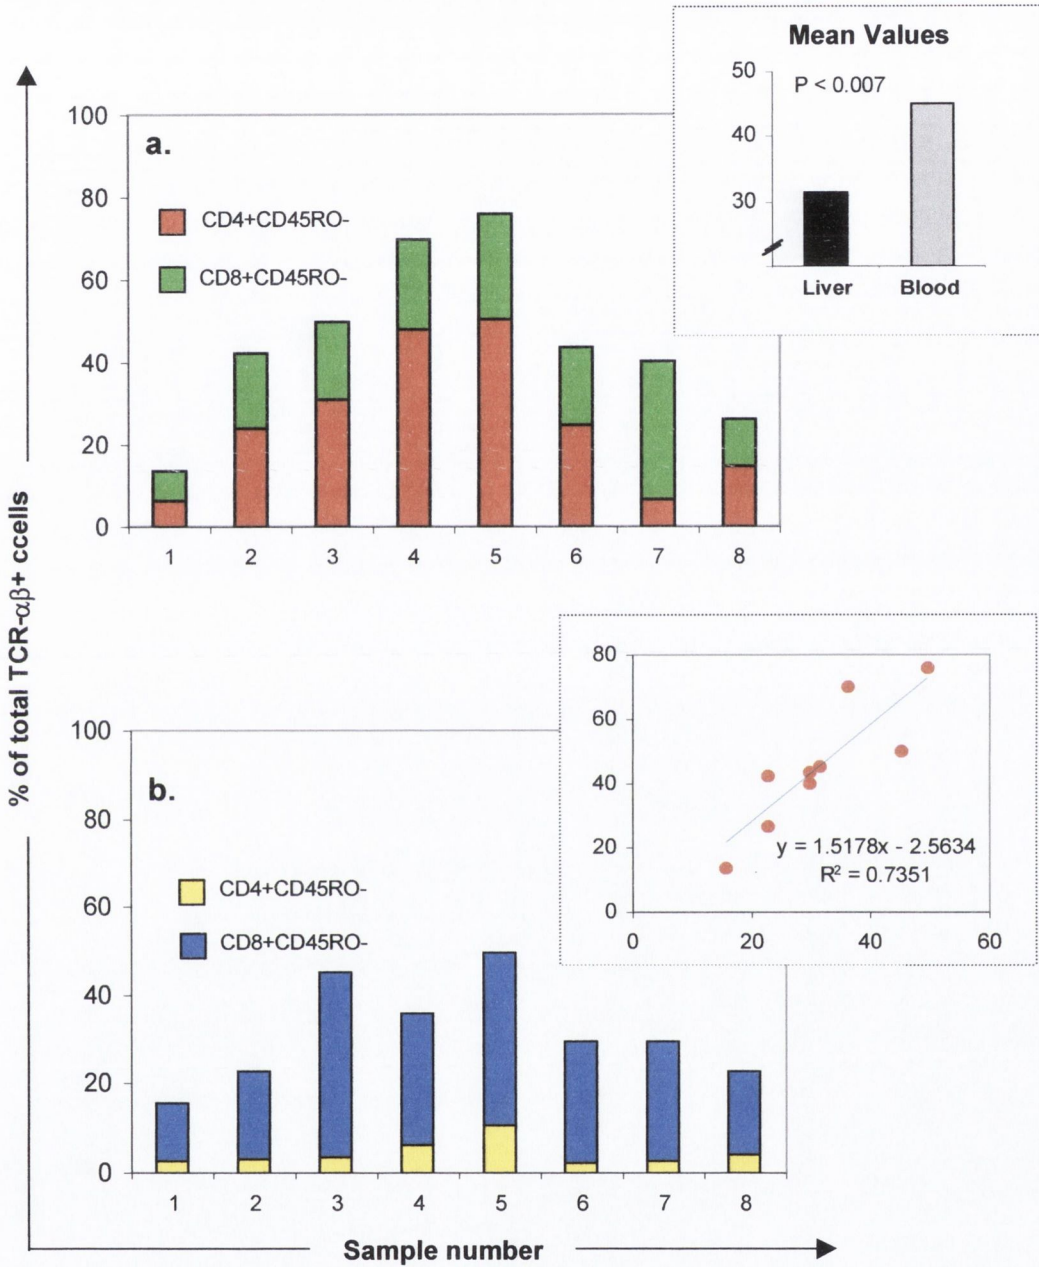 Mean Values
50
P < 0.007
40
30
Liver Blood
% of total TCR-αβ+ ccells
100
a.
80
CD4+CD45RO-
CD8+CD45RO-
60
40
20
0
1 2 3 4 5 6 7 8
80
60
40
20
0
y = 1.5178x - 2.5634
R² = 0.7351
0 20 40 60
100
b.
80
CD4+CD45RO-
60
CD8+CD45RO-
40
20
0
1 2 3 4 5 6 7 8
Sample number